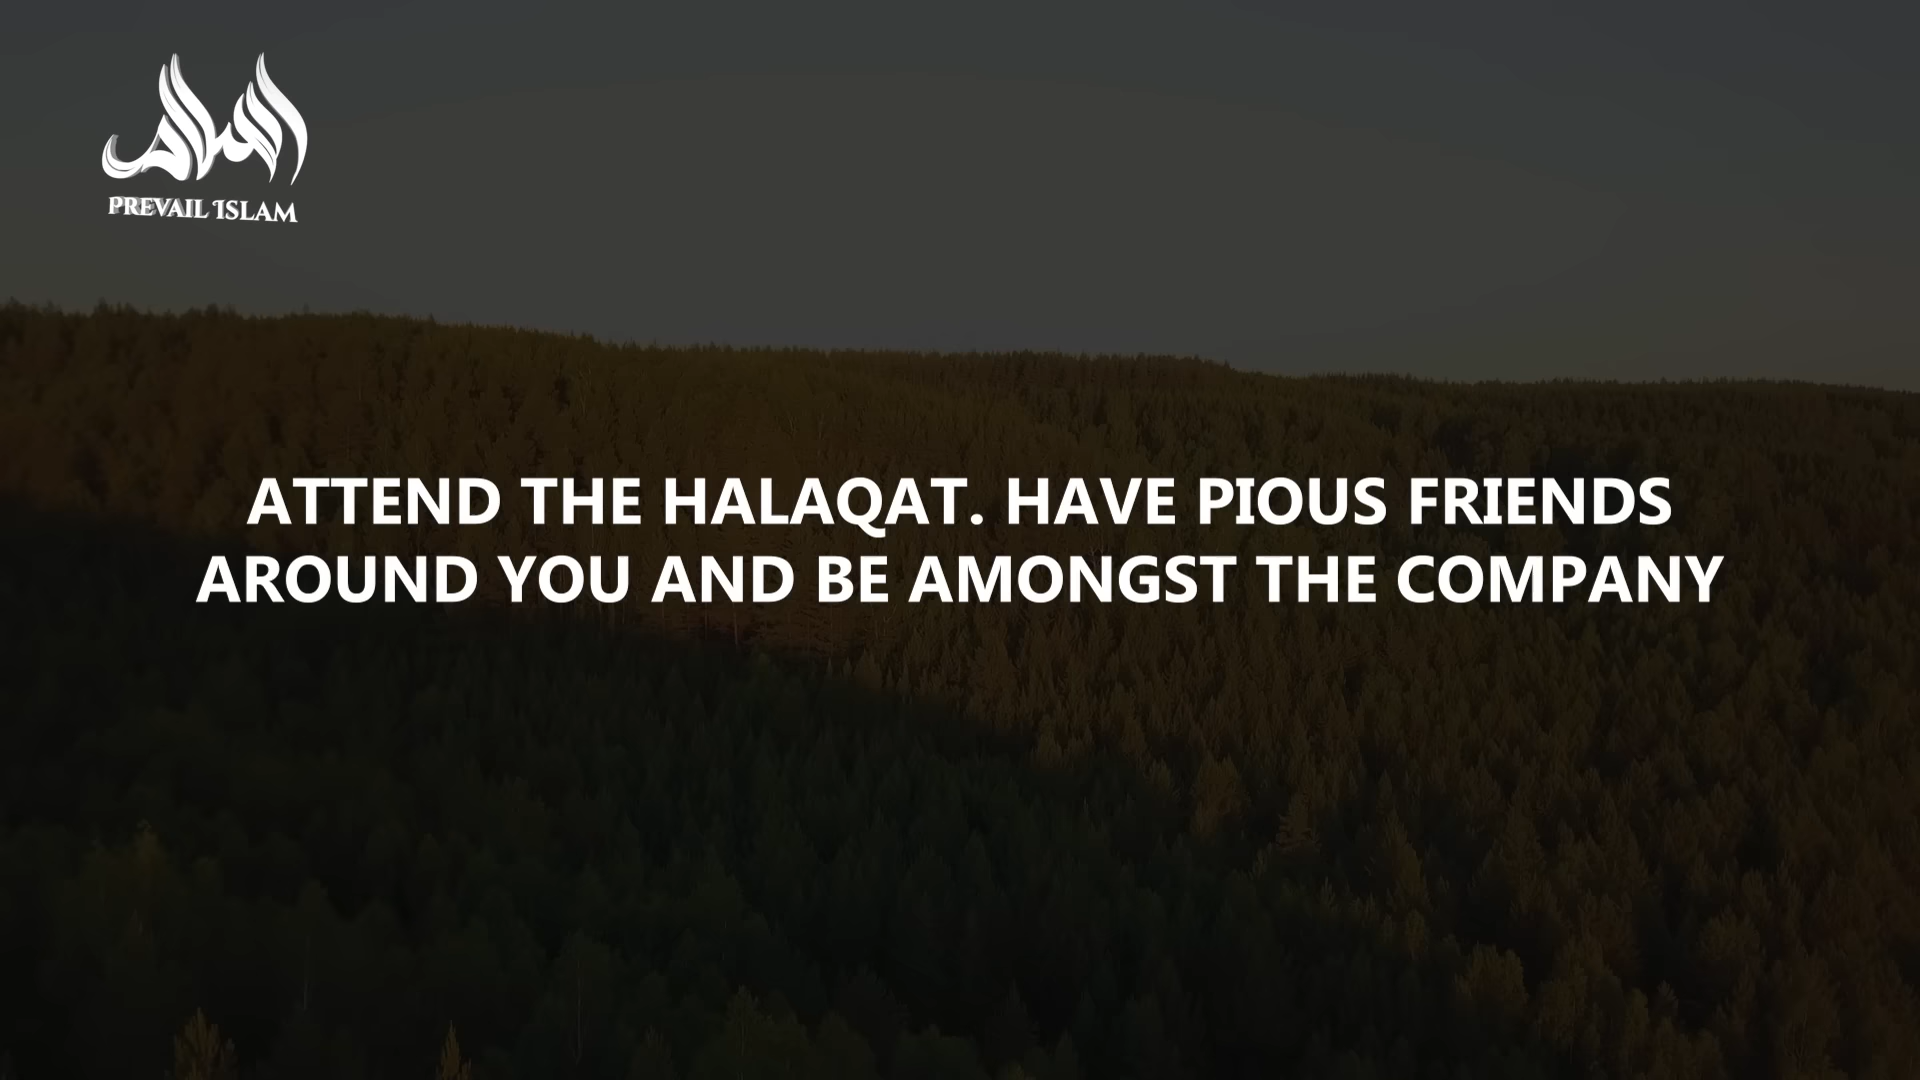 PREVAIL ISLAM
ATTEND THE HALAQAT. HAVE PIOUS FRIENDS
AROUND YOU AND BE AMONGST THE COMPANY